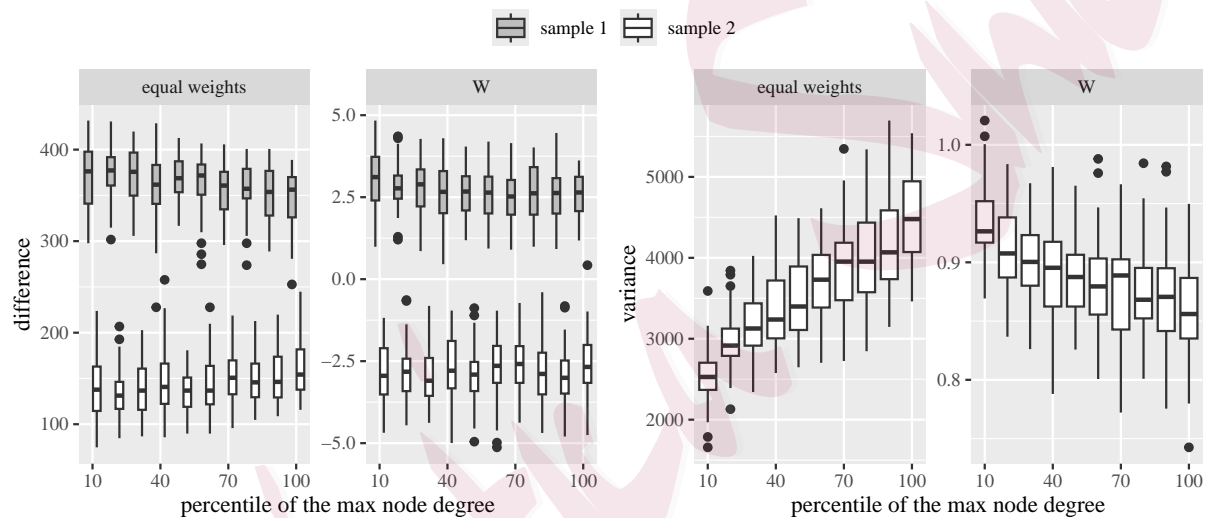 sample 1 sample 2
equal weights W equal weights W
difference
400
300
200
100
5.0
2.5
0.0
−2.5
−5.0
variance
5000
4000
3000
2000
1.0
0.9
0.8
10 40 70 100 10 40 70 100 10 40 70 100 10 40 70 100
percentile of the max node degree percentile of the max node degree